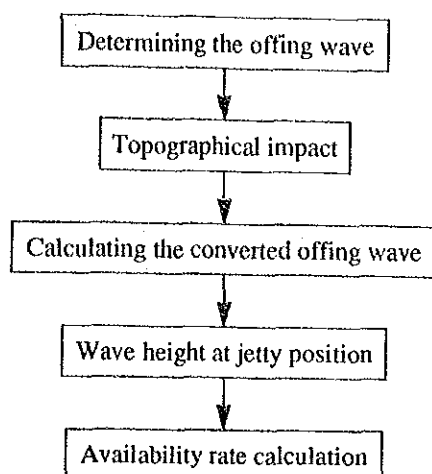 Determining the offing wave
Topographical impact
Calculating the converted offing wave
Wave height at jetty position
Availability rate calculation